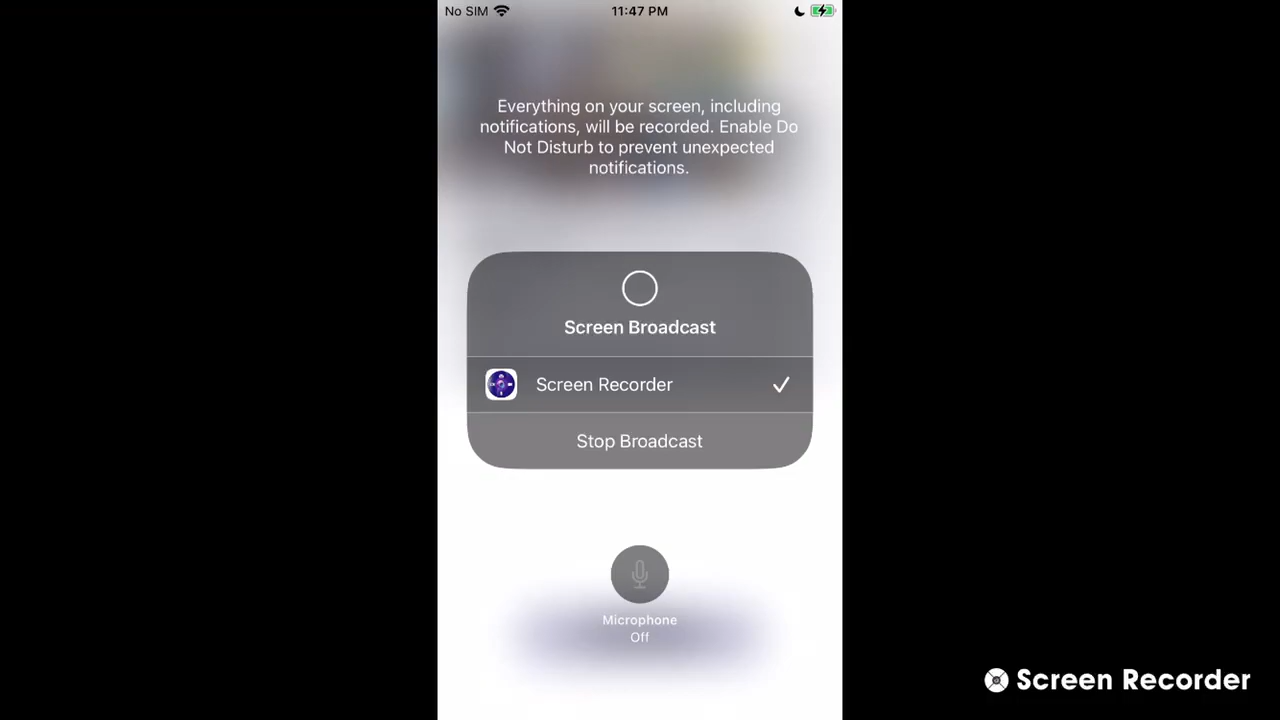 No SIM
11:47 PM
Everything on your screen, including
notifications, will be recorded. Enable Do
Not Disturb to prevent unexpected
notifications.
Screen Broadcast
Screen Recorder
Stop Broadcast
Microphone
Off
Screen Recorder